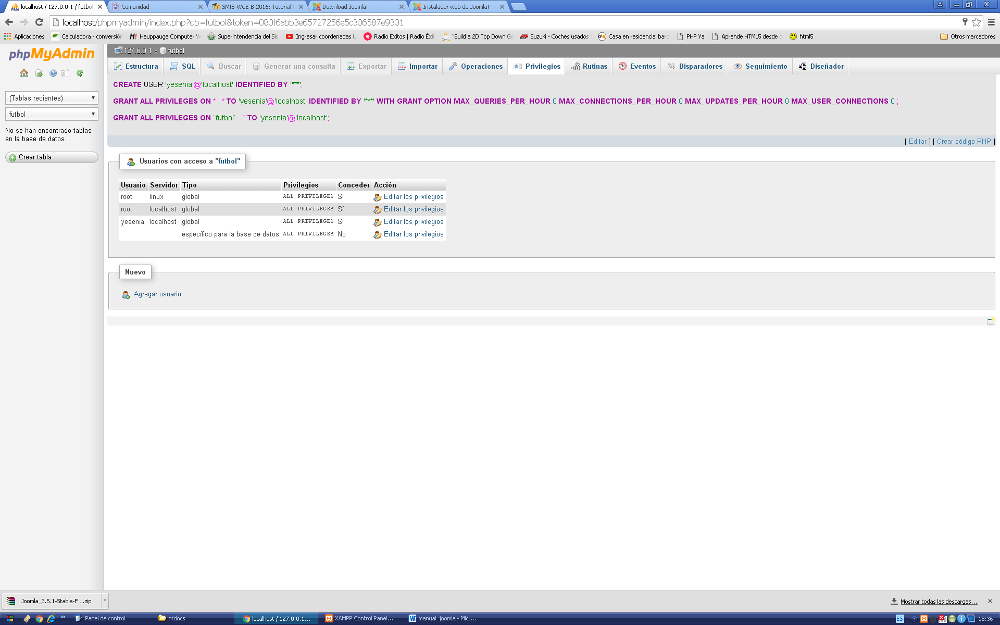 localhost / 127.0.0.1 / futbol
Comunidad
SMIS-WCE-B-2016: Tutorial
Download Joomla!
Instalador web de Joomla!
localhost/phpmyadmin/index.php?db=futbol&token=080f6abb3e65727256e5c306587e9301
Aplicaciones
Calculadora - conversión
Hauppauge Computer
Superintendencia del Sis
Ingresar coordenadas
Radio Exitos | Radio Éxit
"Build a 2D Top Down Ga
Suzuki - Coches usados
Casa en residencial barc
PHP Ya
Aprende HTML5 desde
html5
Otros marcadores
phpMyAdmin
(Tablas recientes) ...
futbol
No se han encontrado tablas
en la base de datos.
Crear tabla
127.0.0.1 » futbol
Estructura SQL Buscar Generar una consulta Exportar Importar Operaciones Privilegios Rutinas Eventos Disparadores Seguimiento Diseñador
CREATE USER 'yesenia'@'localhost' IDENTIFIED BY '***';
GRANT ALL PRIVILEGES ON * . * TO 'yesenia'@'localhost' IDENTIFIED BY '***' WITH GRANT OPTION MAX_QUERIES_PER_HOUR 0 MAX_CONNECTIONS_PER_HOUR 0 MAX_UPDATES_PER_HOUR 0 MAX_USER_CONNECTIONS 0 ;
GRANT ALL PRIVILEGES ON `futbol` . * TO 'yesenia'@'localhost';
[ Editar ] [ Crear código PHP ]
Usuarios con acceso a "futbol"
Usuario Servidor Tipo Privilegios Conceder Acción
root linux global ALL PRIVILEGES Sí Editar los privilegios
root localhost global ALL PRIVILEGES Sí Editar los privilegios
yesenia localhost global ALL PRIVILEGES Sí Editar los privilegios
específico para la base de datos ALL PRIVILEGES No Editar los privilegios
Nuevo
Agregar usuario
Joomla_3.5.1-Stable-F....zip
Mostrar todas las descargas...
Panel de control
htdocs
localhost / 127.0.0.1...
XAMPP Control Panel...
manual joomla - Micr...
ES
18:36